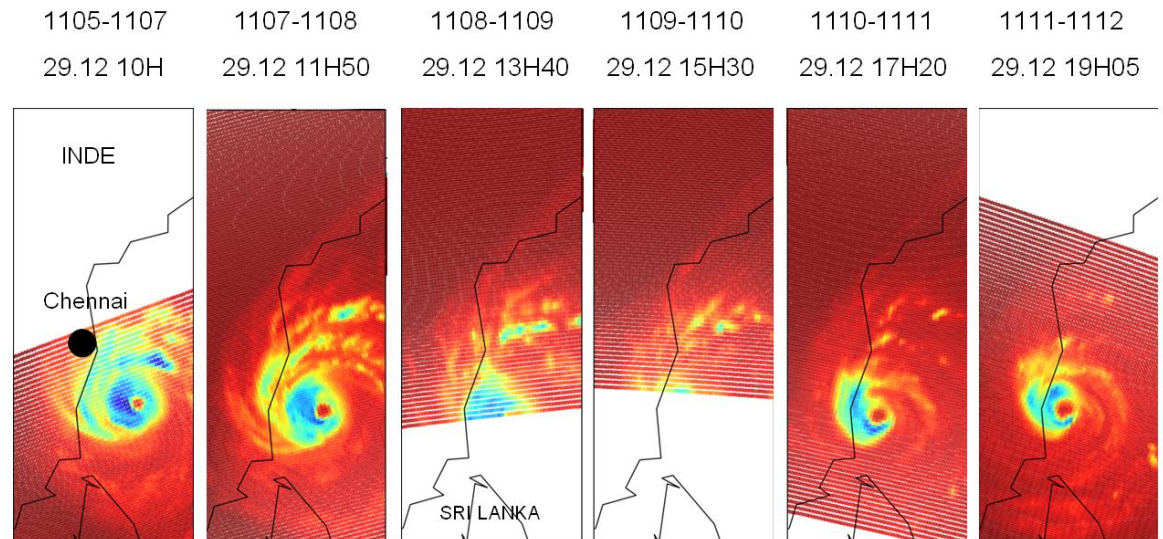 1105-1107 1107-1108 1108-1109 1109-1110 1110-1111 1111-1112
29.12 10H 29.12 11H50 29.12 13H40 29.12 15H30 29.12 17H20 29.12 19H05
INDE
Chennai
SRI LANKA